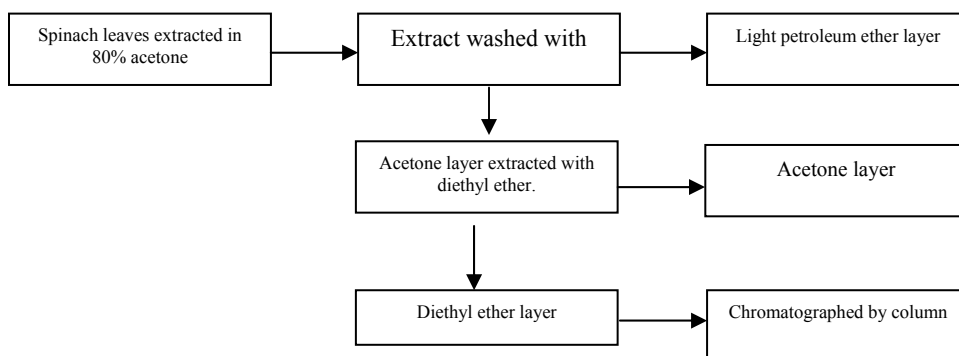 Spinach leaves extracted in
80% acetone
Extract washed with
Light petroleum ether layer
Acetone layer extracted with
diethyl ether.
Acetone layer
Diethyl ether layer
Chromatographed by column